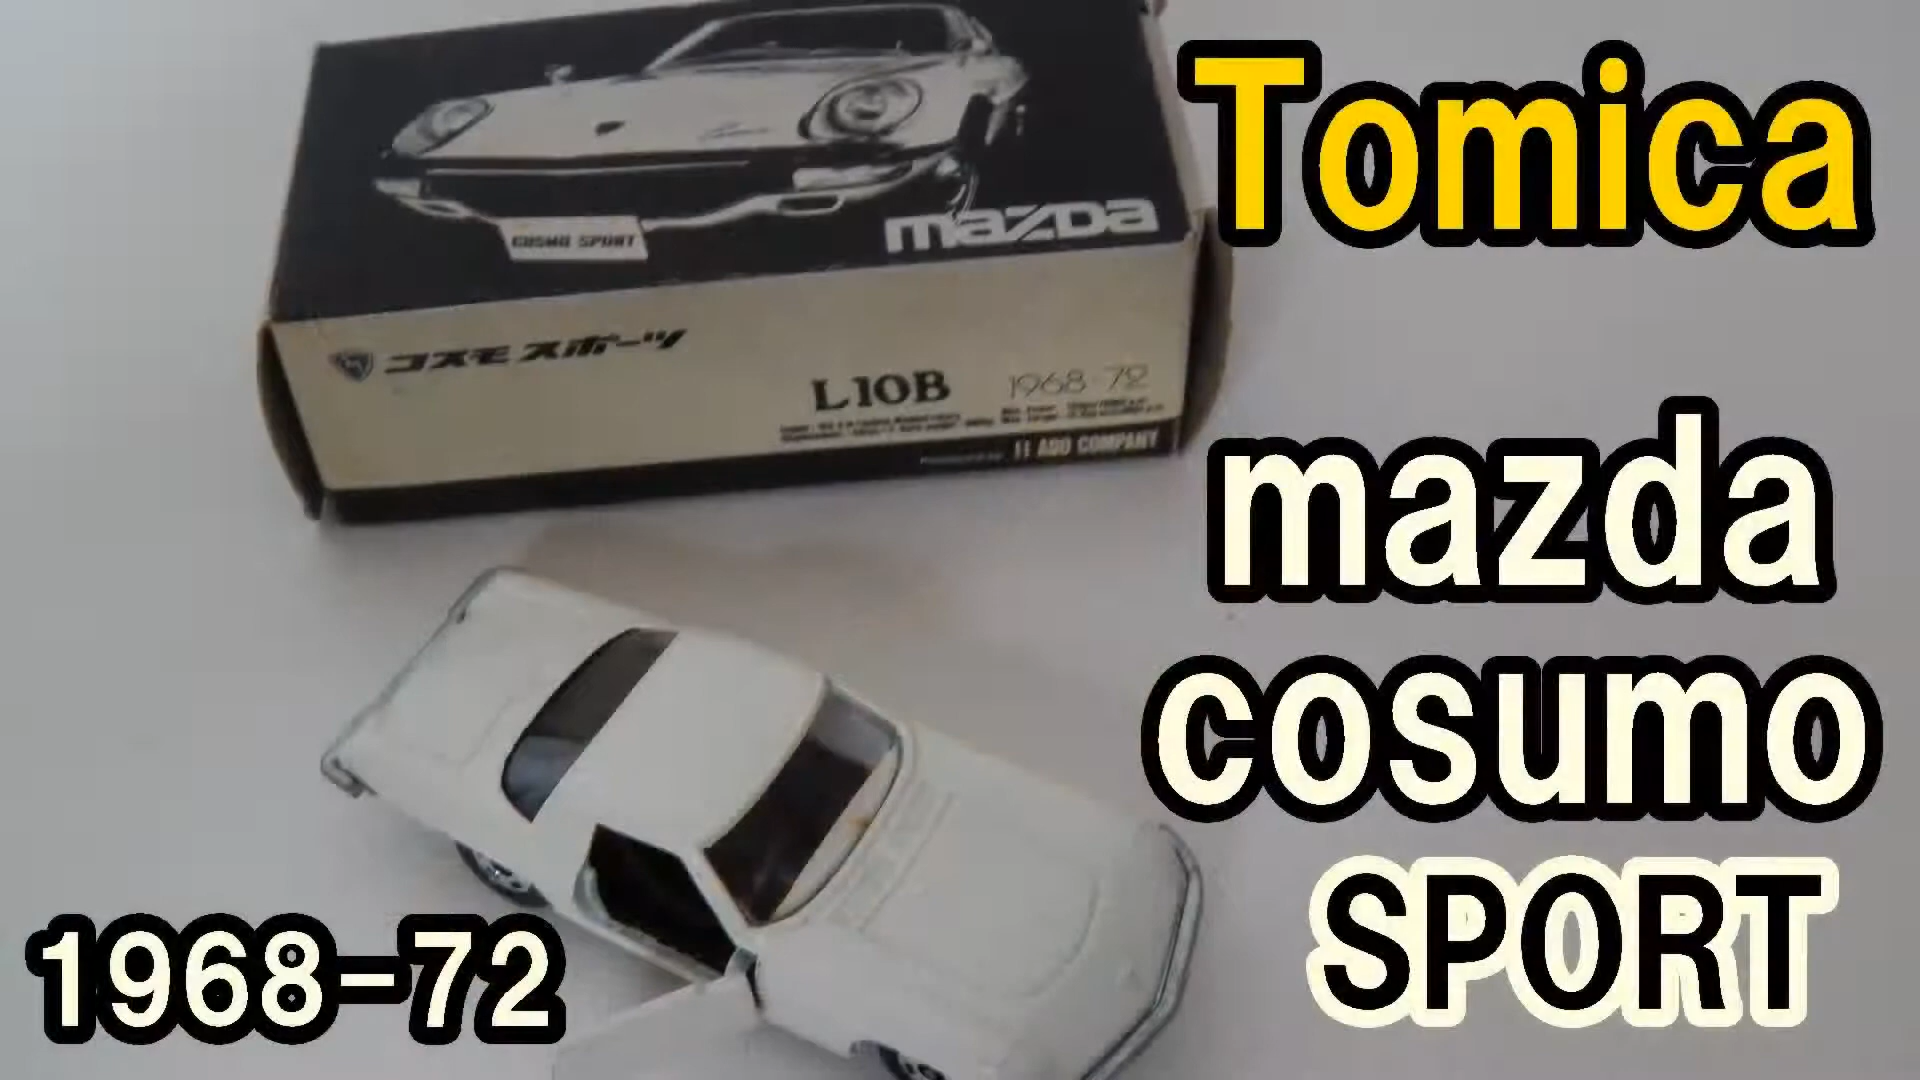 Tomica
mazda
cosumo
SPORT
1968-72
COSMO SPORT
mazda
コスモスポーツ
L10B
1968-72
COMPANY